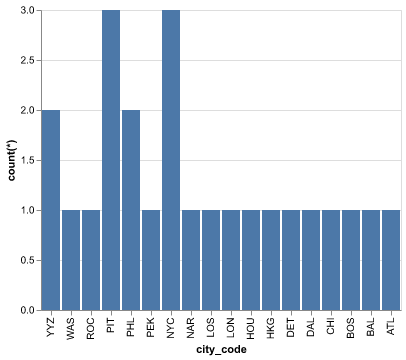 3.0
2.5
2.0
1.5
1.0
0.5
0.0
count(*)
YYZ
WAS
ROC
PIT
PHL
PEK
NYC
NAR
LOS
LON
HOU
HKG
DET
DAL
CHI
BOS
BAL
ATL
city_code